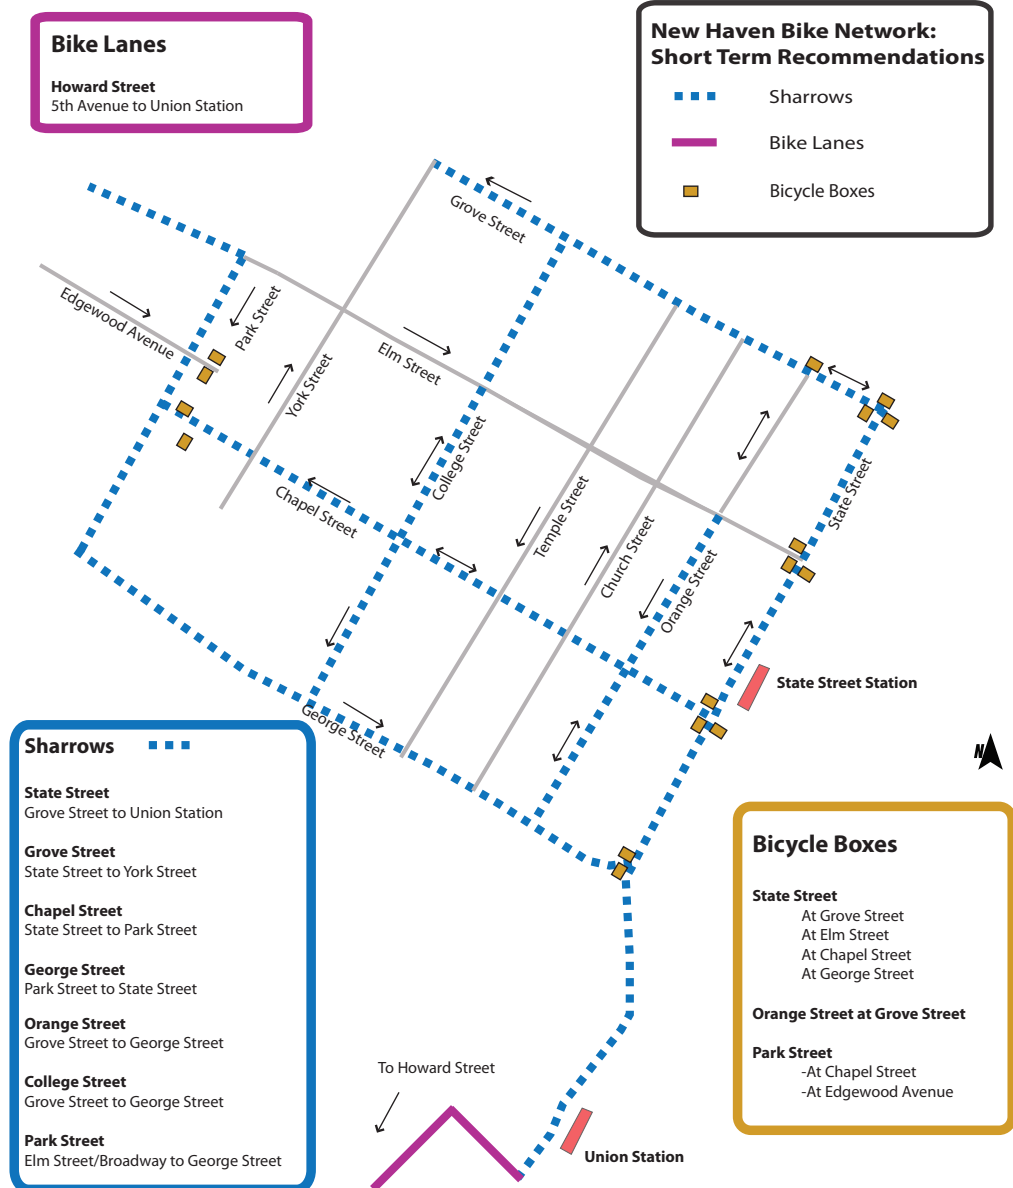 Bike Lanes
Howard Street
5th Avenue to Union Station
New Haven Bike Network:
Short Term Recommendations
Sharrows
Bike Lanes
Bicycle Boxes
Grove Street
Edgewood Avenue
Park Street
York Street
Elm Street
College Street
Chapel Street
Temple Street
Church Street
Orange Street
State Street
George Street
State Street Station
N
Sharrows
State Street
Grove Street to Union Station
Grove Street
State Street to York Street
Chapel Street
State Street to Park Street
George Street
Park Street to State Street
Orange Street
Grove Street to George Street
College Street
Grove Street to George Street
Park Street
Elm Street/Broadway to George Street
Bicycle Boxes
State Street
At Grove Street
At Elm Street
At Chapel Street
At George Street
Orange Street at Grove Street
Park Street
-At Chapel Street
-At Edgewood Avenue
To Howard Street
Union Station